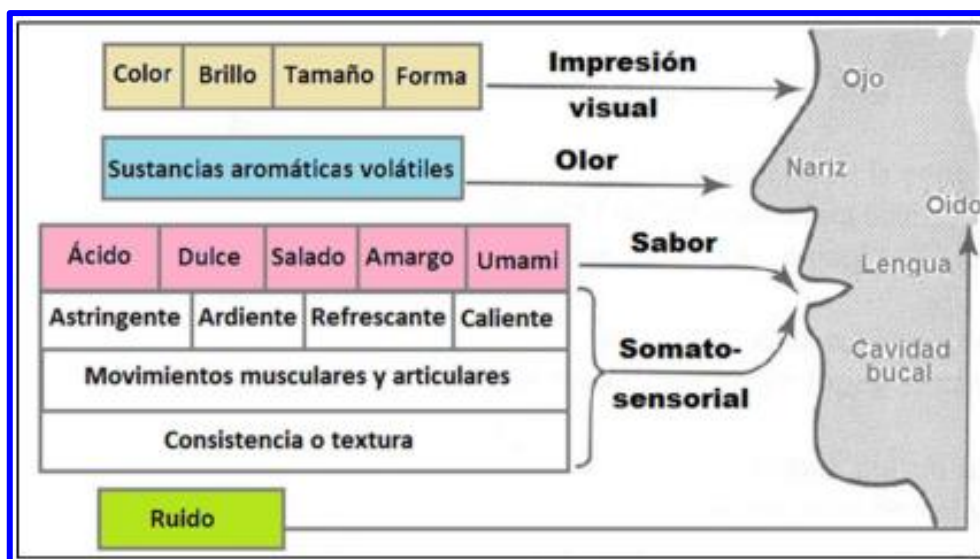 Color Brillo Tamaño Forma
Impresión
visual
Ojo
Sustancias aromáticas volátiles
Olor
Nariz
Oido
Ácido Dulce Salado Amargo Umami
Sabor
Lengua
Astringente Ardiente Refrescante Caliente
Movimientos musculares y articulares
Consistencia o textura
Somato-
sensorial
Cavidad
bucal
Ruido